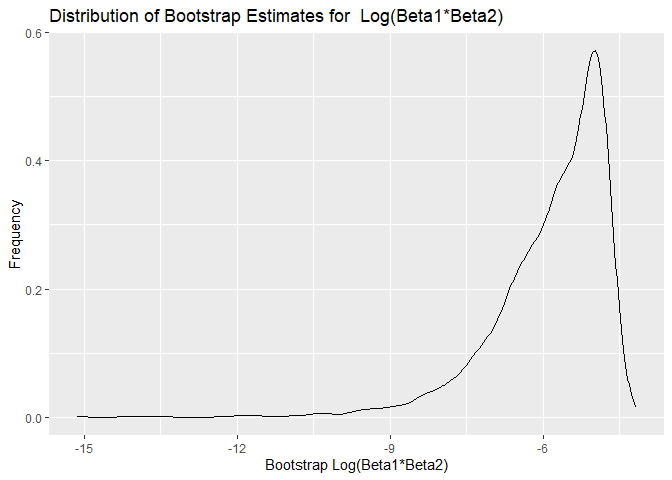 Distribution of Bootstrap Estimates for  Log(Beta1*Beta2)
0.6
0.4
0.2
0.0
Frequency
-15
-12
-9
-6
Bootstrap Log(Beta1*Beta2)